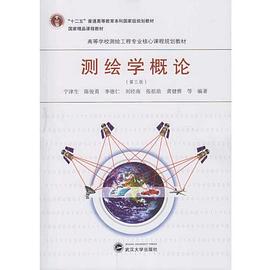 "十二五"普通高等教育本科国家级规划教材
国家精品课程教材
高等学校测绘工程专业核心课程规划教材
测绘学概论
(第三版)
宁津生 陈俊勇 李德仁 刘经南 张祖勋 龚健雅 等 编著
武汉大学出版社